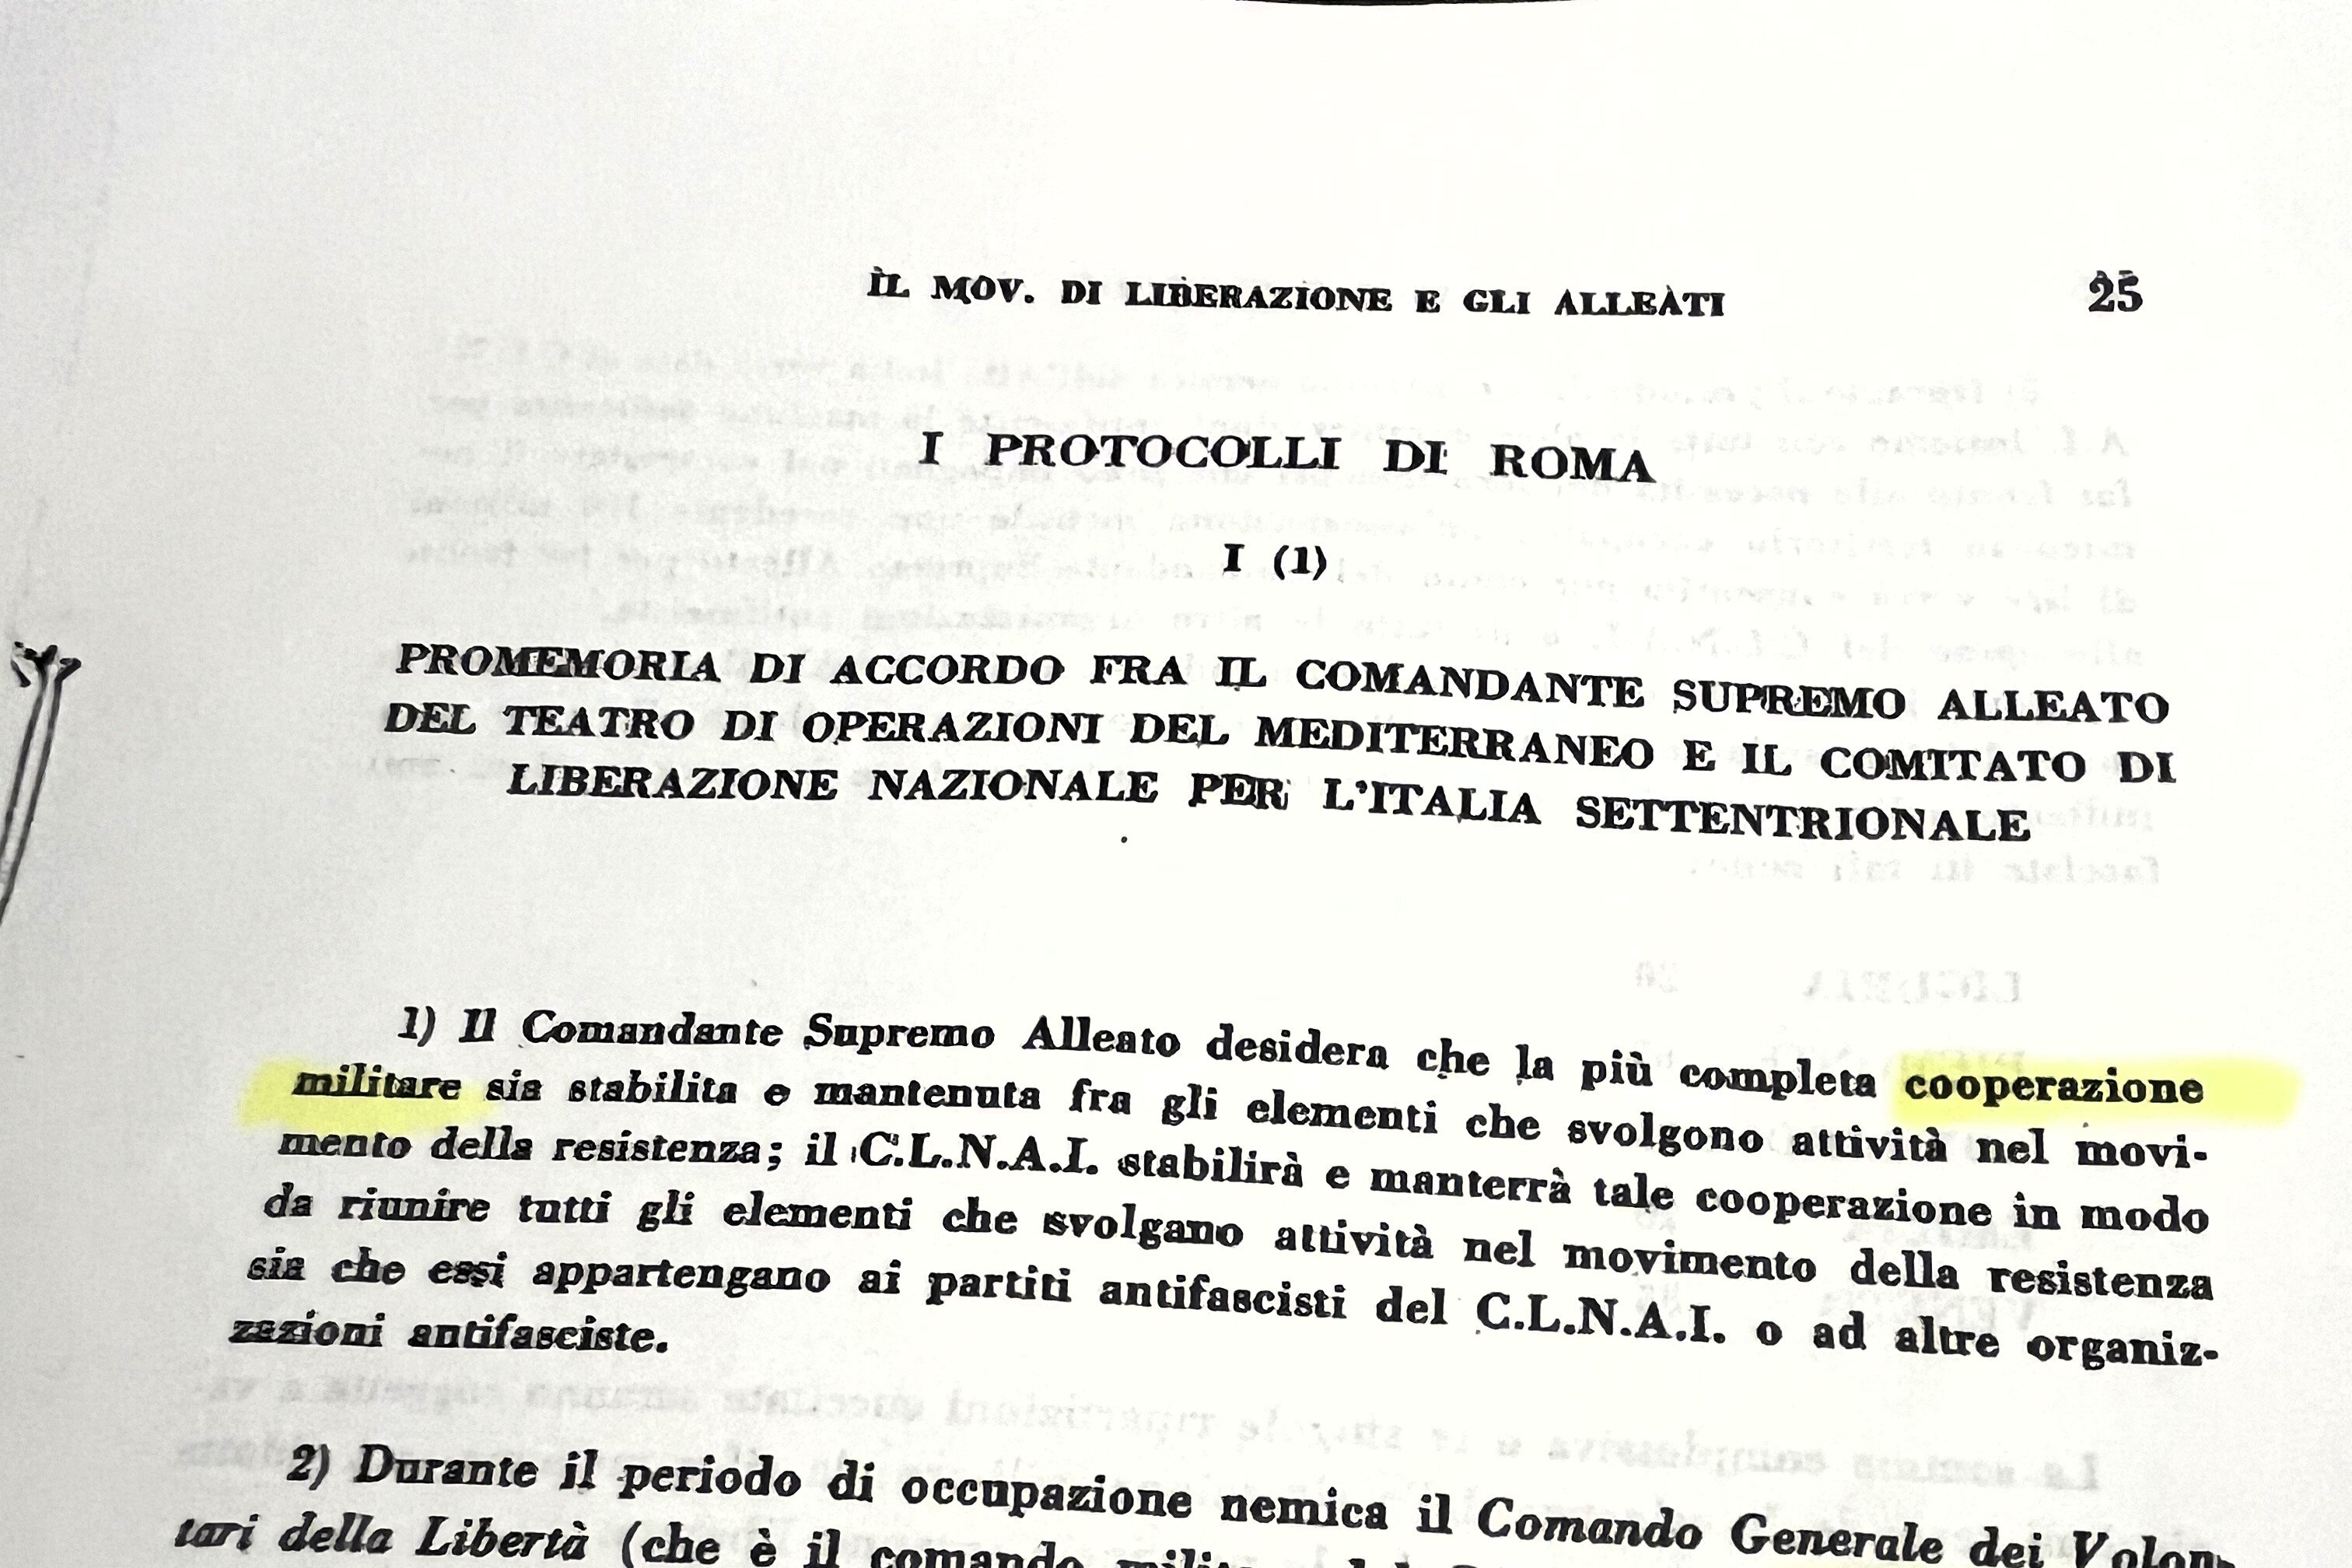 IL MOV. DI LIBERAZIONE E GLI ALLEATI 25
I PROTOCOLLI DI ROMA
I (1)
PROMEMORIA DI ACCORDO FRA IL COMANDANTE SUPREMO ALLEATO
DEL TEATRO DI OPERAZIONI DEL MEDITERRANEO E IL COMITATO DI
LIBERAZIONE NAZIONALE PER L'ITALIA SETTENTRIONALE
1) Il Comandante Supremo Alleato desidera che la più completa cooperazione
militare sia stabilita e mantenuta fra gli elementi che svolgono attività nel movi-
mento della resistenza; il C.L.N.A.I. stabilirà e manterrà tale cooperazione in modo
da riunire tutti gli elementi che svolgano attività nel movimento della resistenza
sia che essi appartengano ai partiti antifascisti del C.L.N.A.I. o ad altre organiz-
zazioni antifasciste.
2) Durante il periodo di occupazione nemica il Comando Generale dei Volon-
tari della Libertà (che è il comando